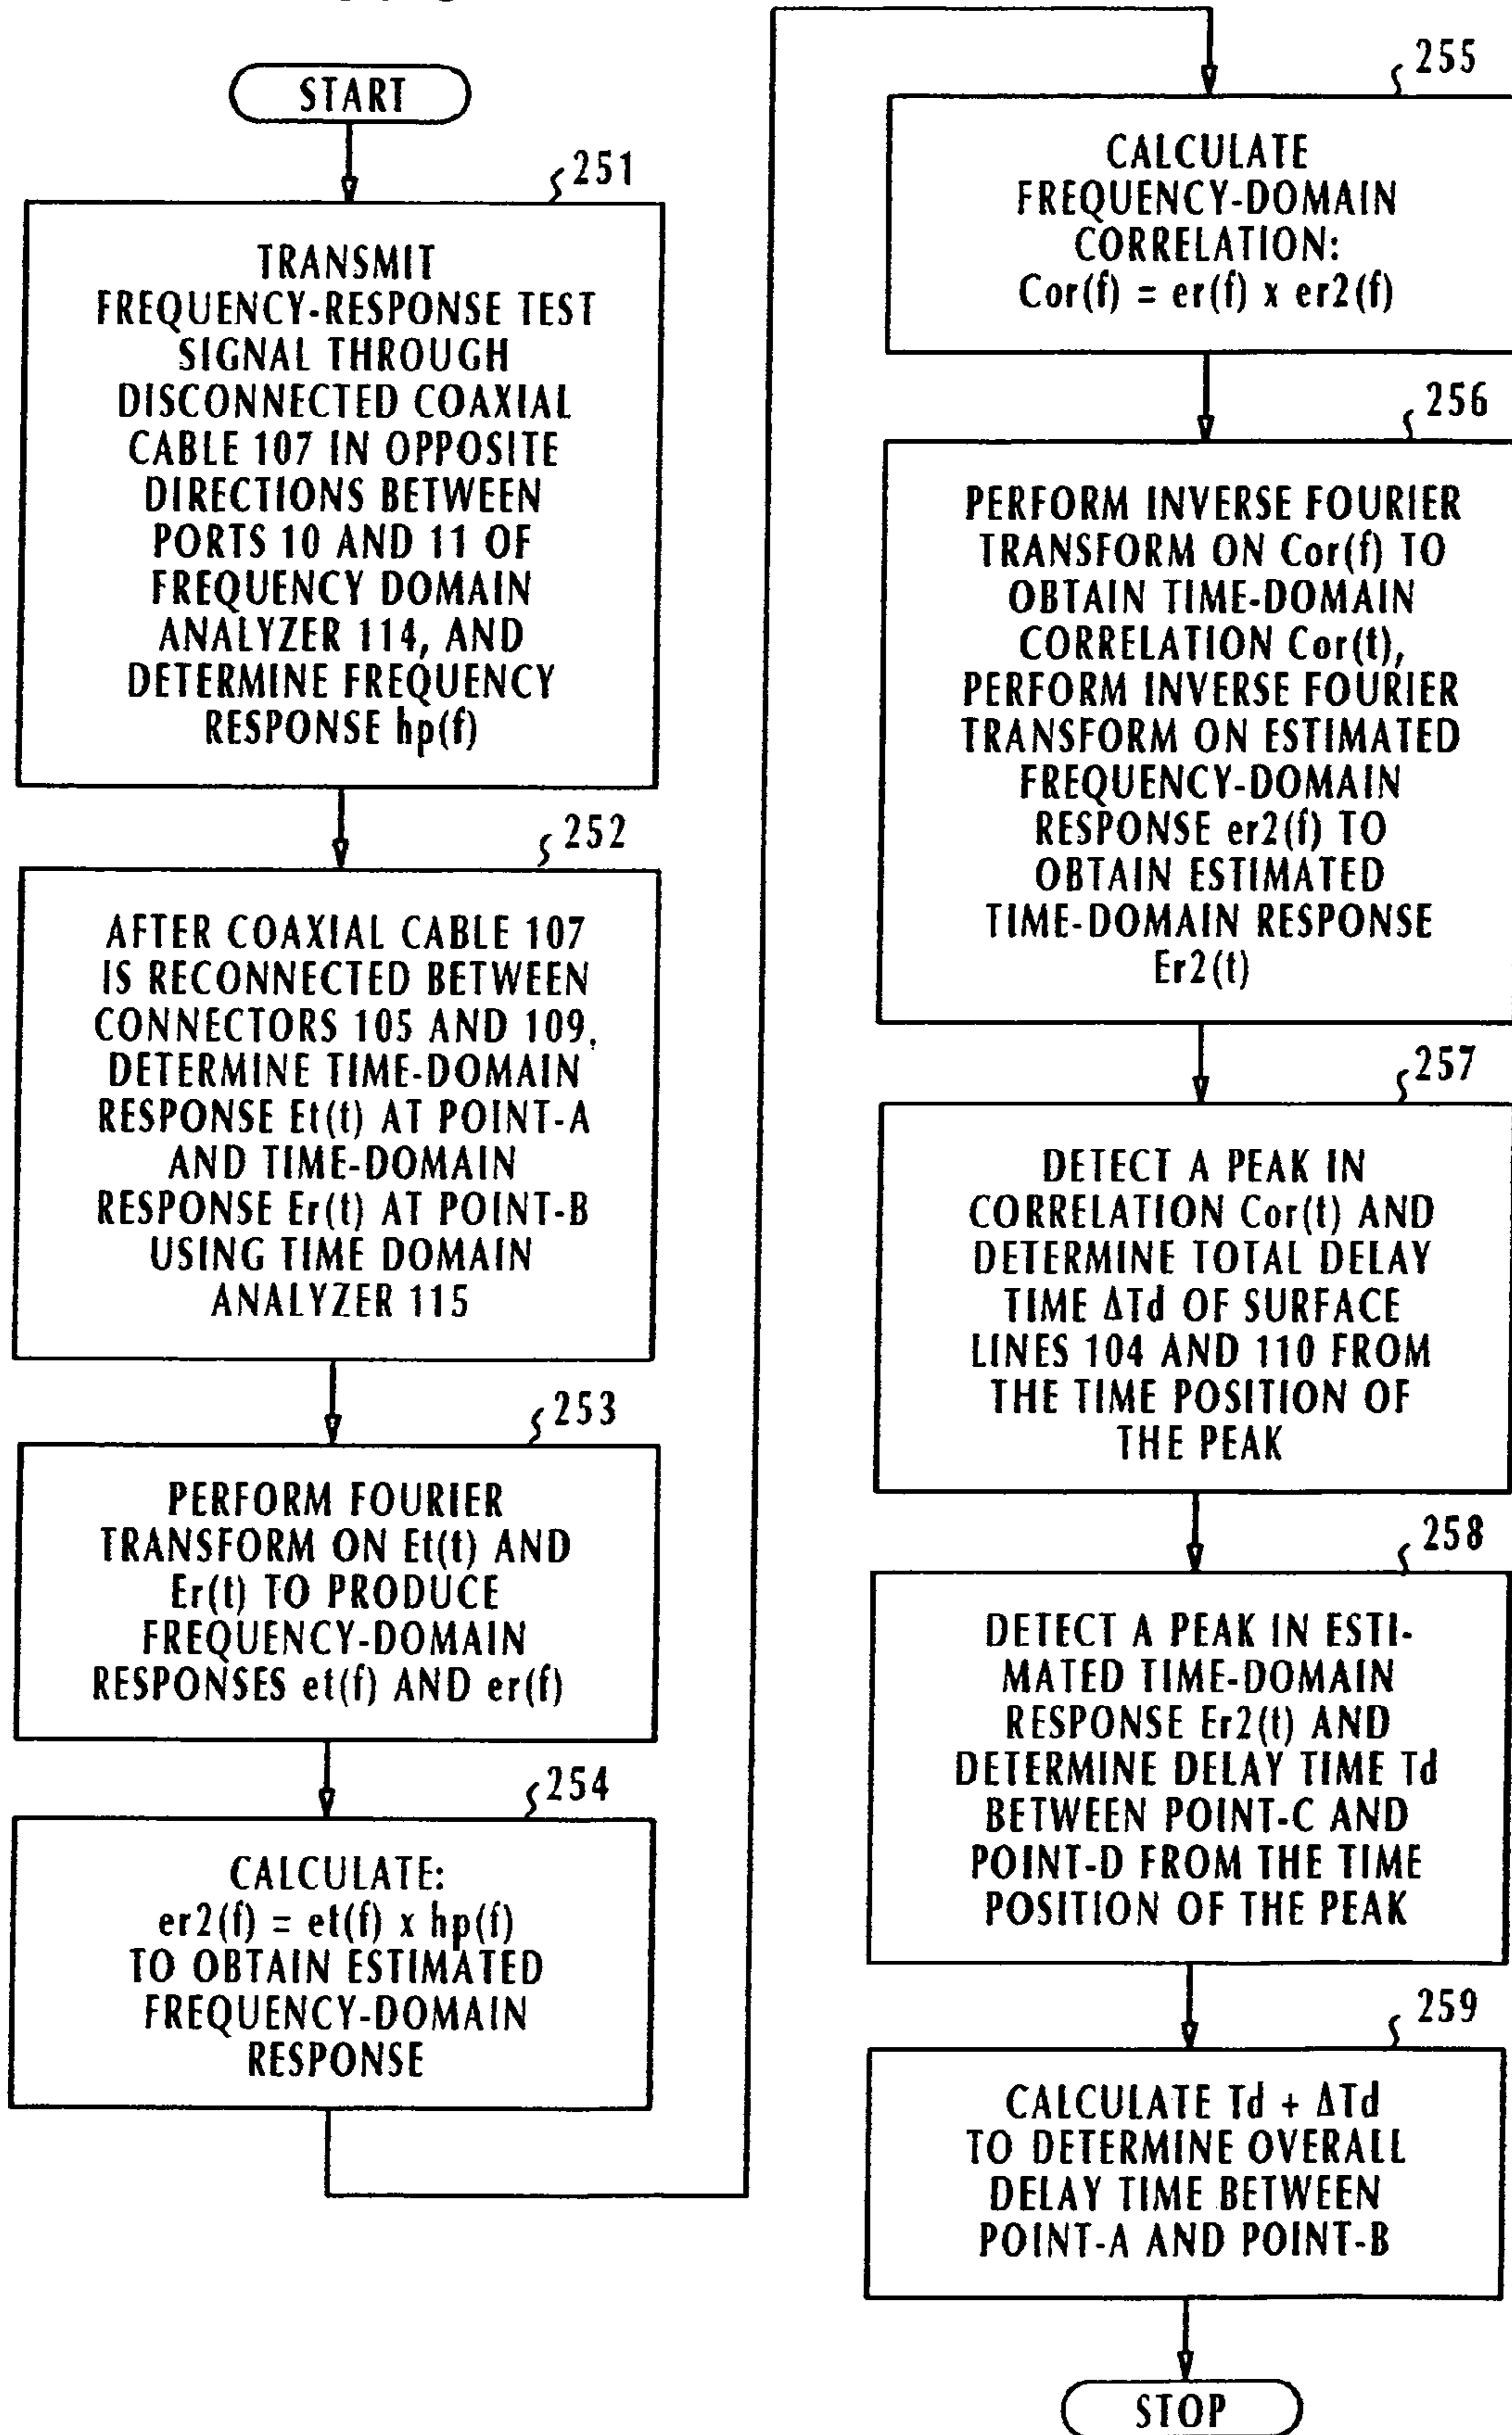 START
251
TRANSMIT
FREQUENCY-RESPONSE TEST
SIGNAL THROUGH
DISCONNECTED COAXIAL
CABLE 107 IN OPPOSITE
DIRECTIONS BETWEEN
PORTS 10 AND 11 OF
FREQUENCY DOMAIN
ANALYZER 114, AND
DETERMINE FREQUENCY
RESPONSE hp(f)
252
AFTER COAXIAL CABLE 107
IS RECONNECTED BETWEEN
CONNECTORS 105 AND 109,
DETERMINE TIME-DOMAIN
RESPONSE Et(t) AT POINT-A
AND TIME-DOMAIN
RESPONSE Er(t) AT POINT-B
USING TIME DOMAIN
ANALYZER 115
253
PERFORM FOURIER
TRANSFORM ON Et(t) AND
Er(t) TO PRODUCE
FREQUENCY-DOMAIN
RESPONSES et(f) AND er(f)
254
CALCULATE:
er2(f) = et(f) x hp(f)
TO OBTAIN ESTIMATED
FREQUENCY-DOMAIN
RESPONSE
255
CALCULATE
FREQUENCY-DOMAIN
CORRELATION:
Cor(f) = er(f) x er2(f)
256
PERFORM INVERSE FOURIER
TRANSFORM ON Cor(f) TO
OBTAIN TIME-DOMAIN
CORRELATION Cor(t),
PERFORM INVERSE FOURIER
TRANSFORM ON ESTIMATED
FREQUENCY-DOMAIN
RESPONSE er2(f) TO
OBTAIN ESTIMATED
TIME-DOMAIN RESPONSE
Er2(t)
257
DETECT A PEAK IN
CORRELATION Cor(t) AND
DETERMINE TOTAL DELAY
TIME ΔTd OF SURFACE
LINES 104 AND 110 FROM
THE TIME POSITION OF
THE PEAK
258
DETECT A PEAK IN ESTI-
MATED TIME-DOMAIN
RESPONSE Er2(t) AND
DETERMINE DELAY TIME Td
BETWEEN POINT-C AND
POINT-D FROM THE TIME
POSITION OF THE PEAK
259
CALCULATE Td + ΔTd
TO DETERMINE OVERALL
DELAY TIME BETWEEN
POINT-A AND POINT-B
STOP